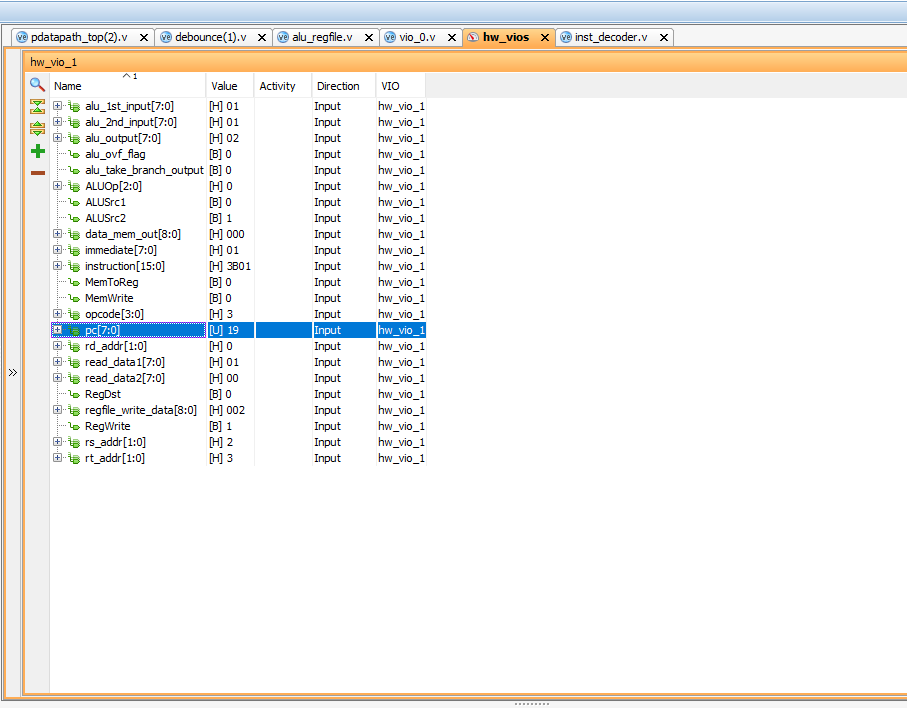 pdatapath_top(2).v debounce(1).v alu_regfile.v vio_0.v hw_vios inst_decoder.v
hw_vio_1
Name 1 Value Activity Direction VIO
alu_1st_input[7:0] [H] 01 Input hw_vio_1
alu_2nd_input[7:0] [H] 01 Input hw_vio_1
alu_output[7:0] [H] 02 Input hw_vio_1
alu_ovf_flag [B] 0 Input hw_vio_1
alu_take_branch_output [B] 0 Input hw_vio_1
ALUOp[2:0] [H] 0 Input hw_vio_1
ALUSrc1 [B] 0 Input hw_vio_1
ALUSrc2 [B] 1 Input hw_vio_1
data_mem_out[8:0] [H] 000 Input hw_vio_1
immediate[7:0] [H] 01 Input hw_vio_1
instruction[15:0] [H] 3B01 Input hw_vio_1
MemToReg [B] 0 Input hw_vio_1
MemWrite [B] 0 Input hw_vio_1
opcode[3:0] [H] 3 Input hw_vio_1
pc[7:0] [U] 19 Input hw_vio_1
rd_addr[1:0] [H] 0 Input hw_vio_1
read_data1[7:0] [H] 01 Input hw_vio_1
read_data2[7:0] [H] 00 Input hw_vio_1
RegDst [B] 0 Input hw_vio_1
regfile_write_data[8:0] [H] 002 Input hw_vio_1
RegWrite [B] 1 Input hw_vio_1
rs_addr[1:0] [H] 2 Input hw_vio_1
rt_addr[1:0] [H] 3 Input hw_vio_1